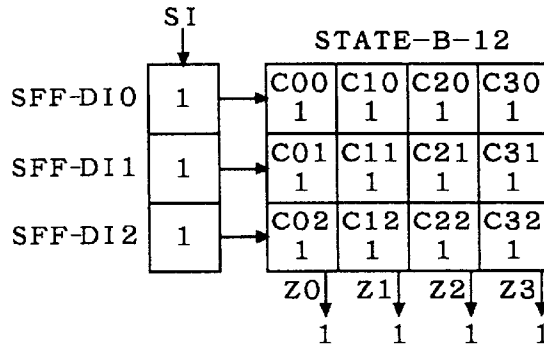 SI
STATE-B-12
SFF-DI0 1 C00 C10 C20 C30
1 1 1 1
SFF-DI1 1 C01 C11 C21 C31
1 1 1 1
SFF-DI2 1 C02 C12 C22 C32
1 1 1 1
Z0 Z1 Z2 Z3
1 1 1 1